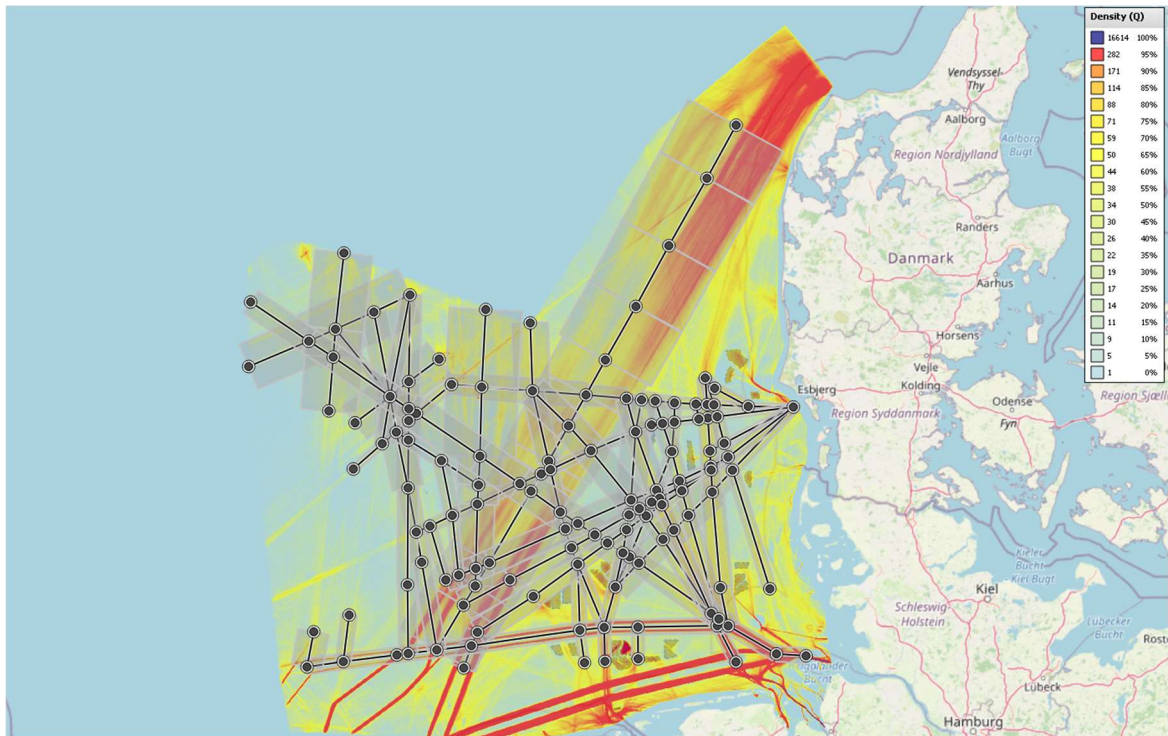 Density (Q)
16614 100%
282 95%
171 90%
114 85%
88 80%
71 75%
59 70%
50 65%
44 60%
38 55%
34 50%
30 45%
26 40%
22 35%
19 30%
17 25%
14 20%
11 15%
9 10%
5 5%
1 0%
Vendsyssel-
Thy
Aalborg
Aalborg
Bugt
Region Nordjylland
Randers
Danmark
Aarhus
Horsens
Vejle
Esbjerg
Kolding
Region Sjæll
Odense
Region Syddanmark
Fyn
Kieler
Bucht
Kiel Bugt
Kiel
Schleswig-
Holstein
Lübecker
Bucht
Rosto
Helgoländer
Bucht
Lübeck
Hamburg